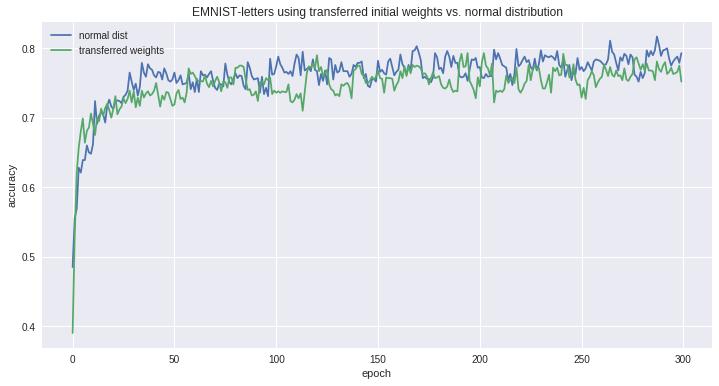 EMNIST-letters using transferred initial weights vs. normal distribution
normal dist
transferred weights
0.8
0.7
0.6
0.5
0.4
accuracy
0 50 100 150 200 250 300
epoch